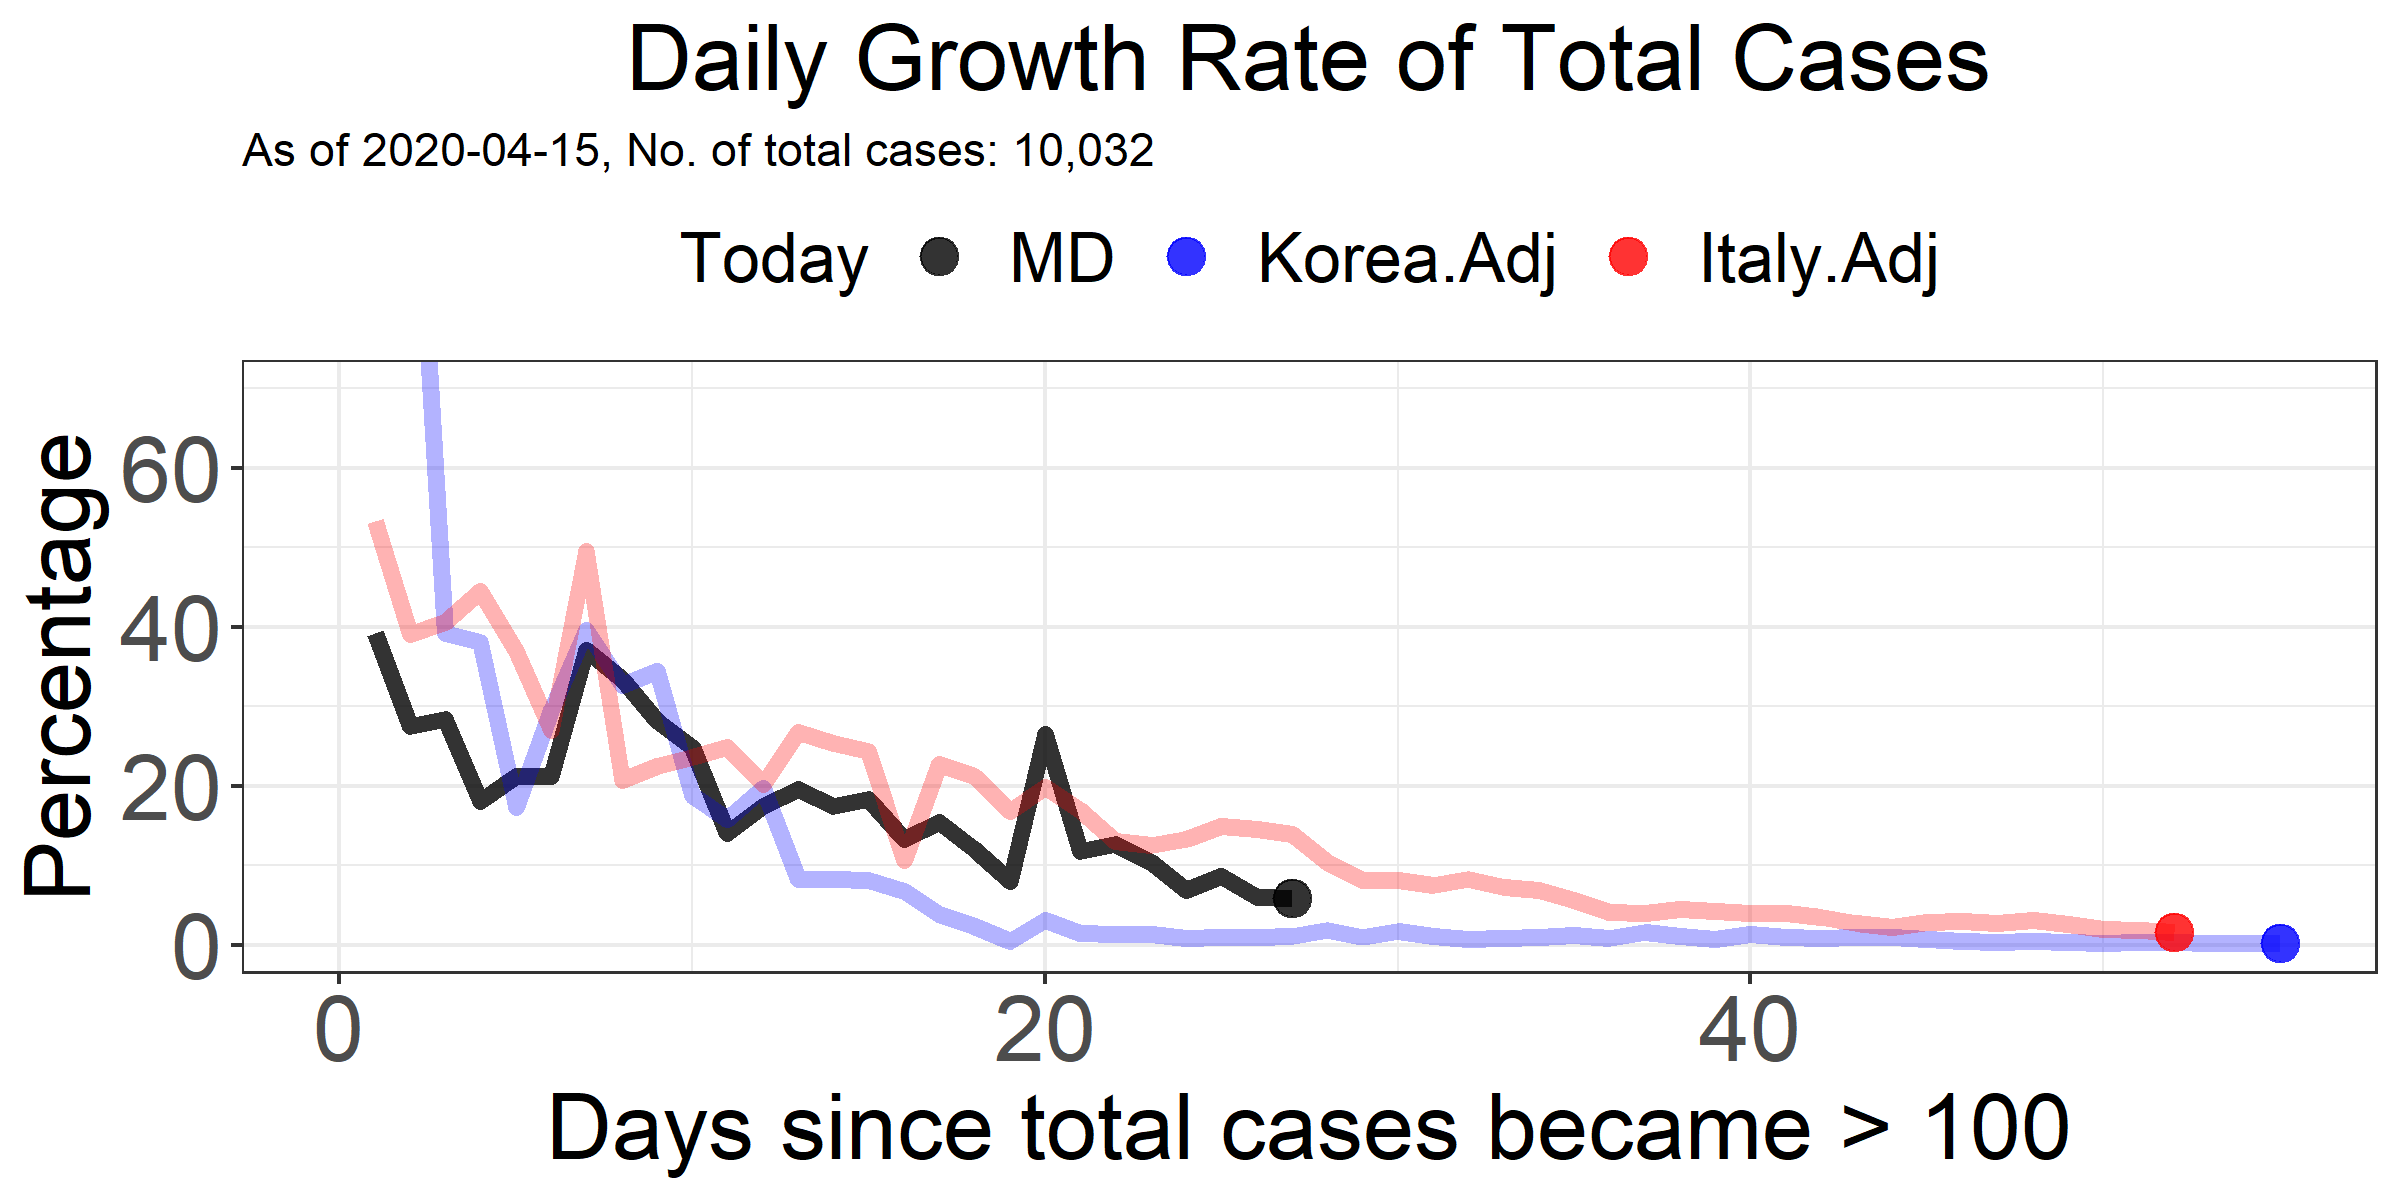 Daily Growth Rate of Total Cases
As of 2020-04-15, No. of total cases: 10,032
Today MD Korea.Adj Italy.Adj
Percentage
60
40
20
0
0 20 40
Days since total cases became > 100